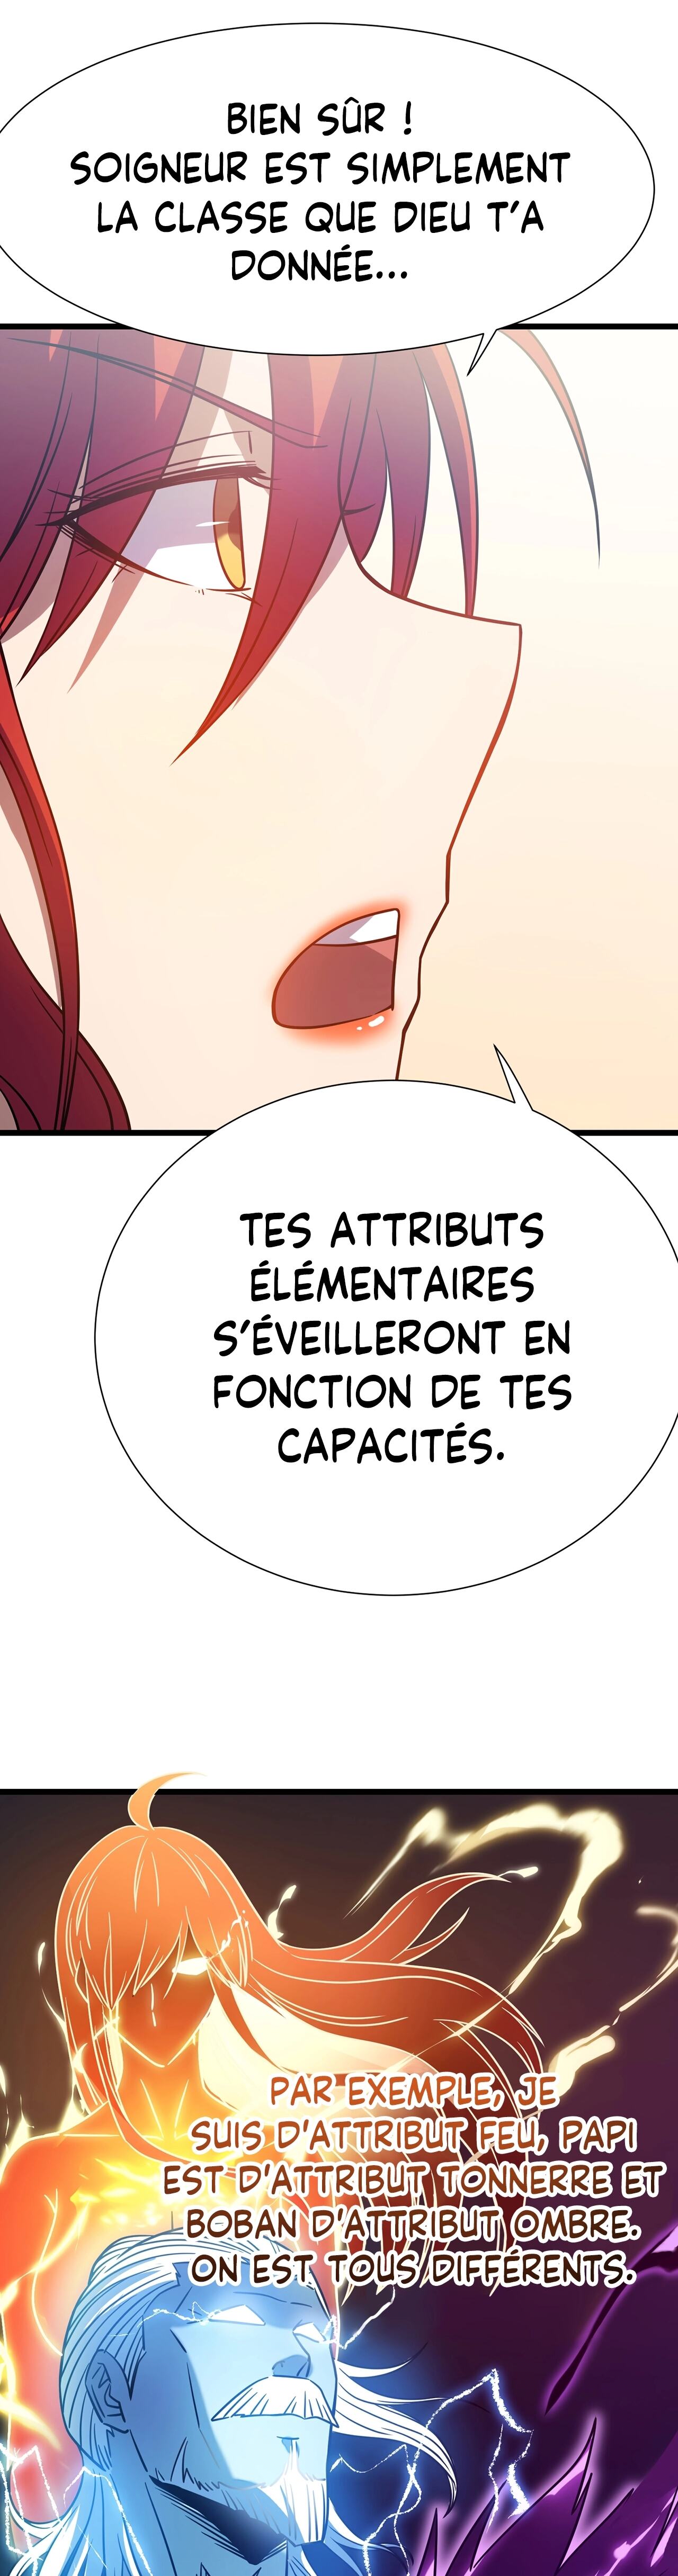 BIEN SÛR !
SOIGNEUR EST SIMPLEMENT
LA CLASSE QUE DIEU T'A
DONNÉE...
TES ATTRIBUTS
ÉLÉMENTAIRES
S'ÉVEILLERONT EN
FONCTION DE TES
CAPACITÉS.
PAR EXEMPLE, JE
SUIS D'ATTRIBUT FEU, PAPI
EST D'ATTRIBUT TONNERRE ET
BOBAN D'ATTRIBUT OMBRE.
ON EST TOUS DIFFÉRENTS.